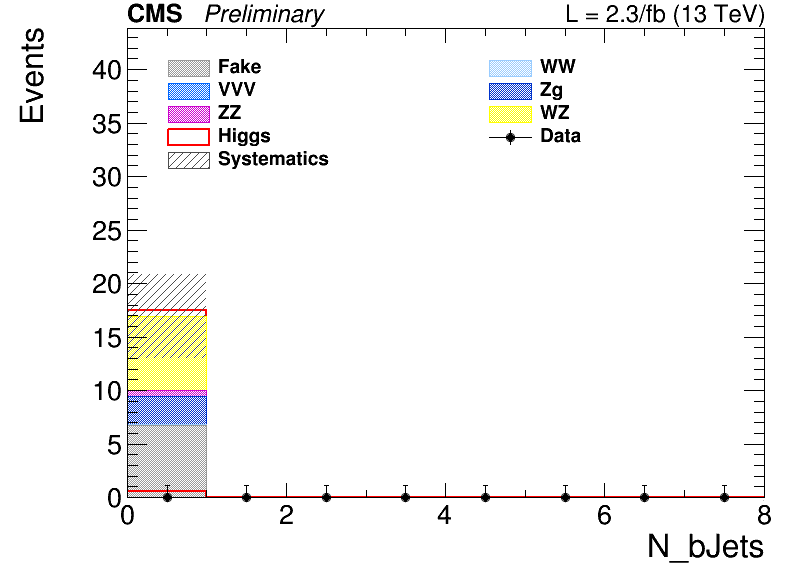 CMS Preliminary L = 2.3/fb (13 TeV)
Events
40
35
30
25
20
15
10
5
0
Fake
VVV
ZZ
Higgs
Systematics
WW
Zg
WZ
Data
0 2 4 6 8
N_bJets